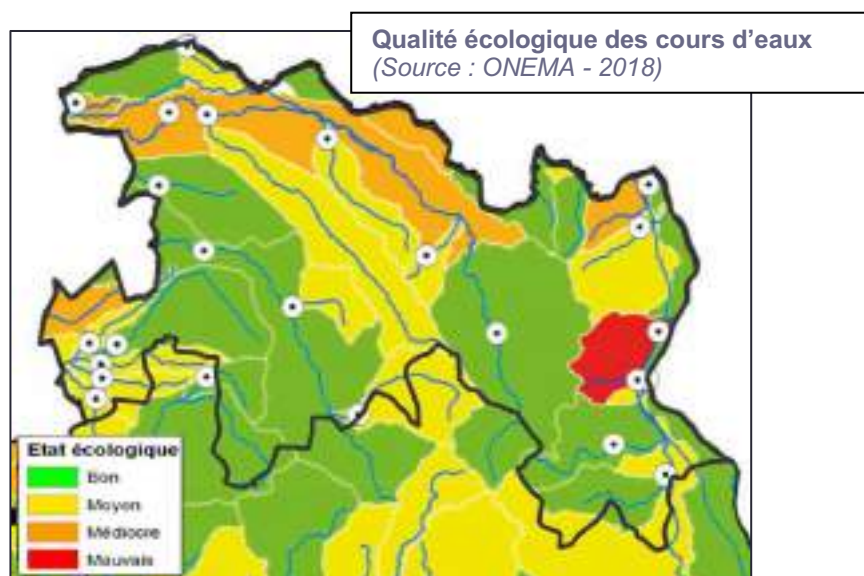 Qualité écologique des cours d’eaux
(Source : ONEMA - 2018)
Etat écologique
Bon
Moyen
Médiocre
Mauvais